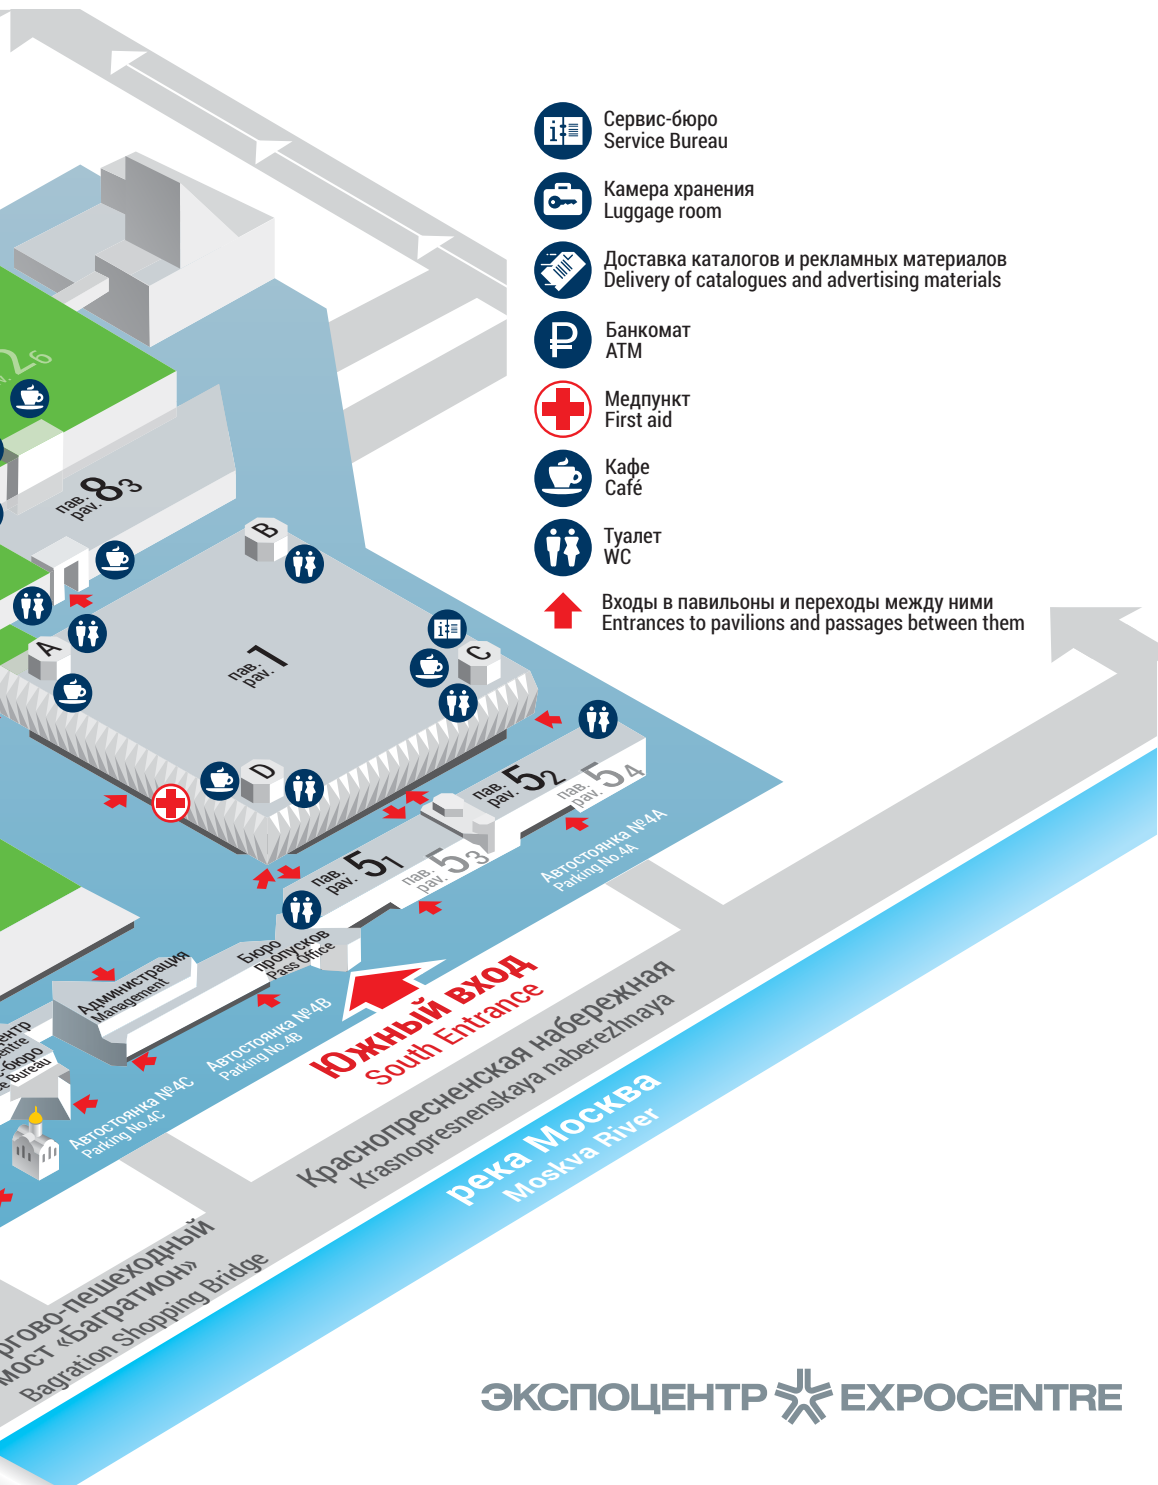 Сервис-бюро
Service Bureau
Камера хранения
Luggage room
Доставка каталогов и рекламных материалов
Delivery of catalogues and advertising materials
Банкомат
ATM
Медпункт
First aid
Кафе
Café
Туалет
WC
Входы в павильоны и переходы между ними
Entrances to pavilions and passages between them
26
пав.
pav. 83
B
A
C
D
пав.
pav. 1
пав.
pav. 52
пав.
pav. 54
пав.
pav. 51
пав.
pav. 53
Автостоянка №4А
Parking No.4A
Бюро
пропусков
Pass Office
Администрация
Management
Автостоянка №4В
Parking No.4B
Автостоянка №4С
Parking No.4C
Южный вход
South Entrance
Краснопресненская набережная
Krasnopresnenskaya naberezhnaya
река Москва
Moskva River
ргово-пешеходный
мост «Багратион»
Bagration Shopping Bridge
ЭКСПОЦЕНТР EXPOCENTRE